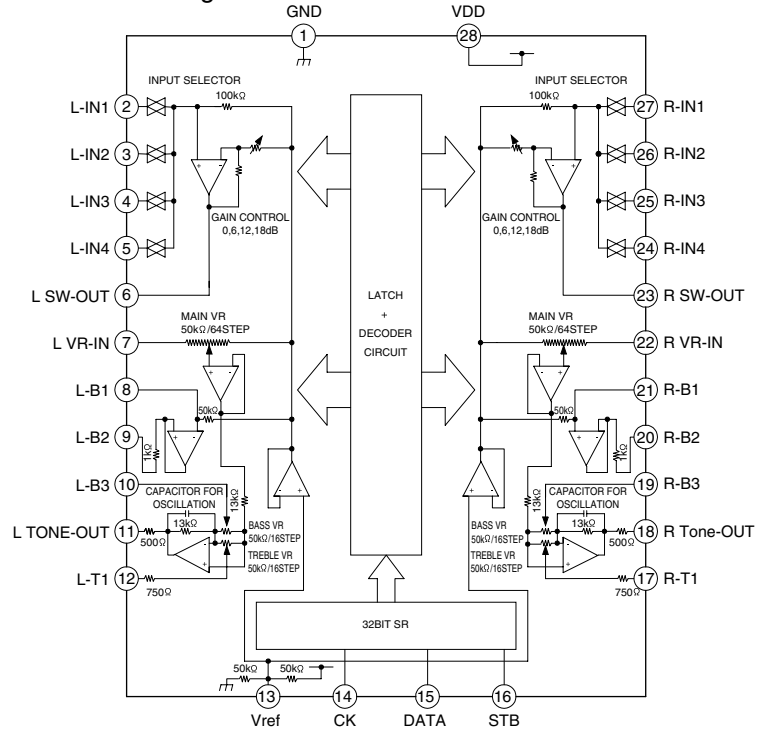 GND
VDD
1
28
INPUT SELECTOR
INPUT SELECTOR
100kΩ
100kΩ
L-IN1
2
27
R-IN1
L-IN2
3
26
R-IN2
L-IN3
4
25
R-IN3
GAIN CONTROL
0,6,12,18dB
GAIN CONTROL
0,6,12,18dB
L-IN4
5
24
R-IN4
L SW-OUT
6
23
R SW-OUT
LATCH
+
DECODER
CIRCUIT
MAIN VR
50kΩ/64STEP
MAIN VR
50kΩ/64STEP
L VR-IN
7
22
R VR-IN
L-B1
8
21
R-B1
50kΩ
50kΩ
L-B2
9
20
R-B2
1kΩ
1kΩ
L-B3
10
19
R-B3
13kΩ
13kΩ
CAPACITOR FOR
OSCILLATION
CAPACITOR FOR
OSCILLATION
13kΩ
13kΩ
L TONE-OUT
11
18
R Tone-OUT
500Ω
500Ω
BASS VR
50kΩ/16STEP
TREBLE VR
50kΩ/16STEP
BASS VR
50kΩ/16STEP
TREBLE VR
50kΩ/16STEP
L-T1
12
17
R-T1
750Ω
750Ω
32BIT SR
50kΩ
50kΩ
13
14
15
16
Vref
CK
DATA
STB